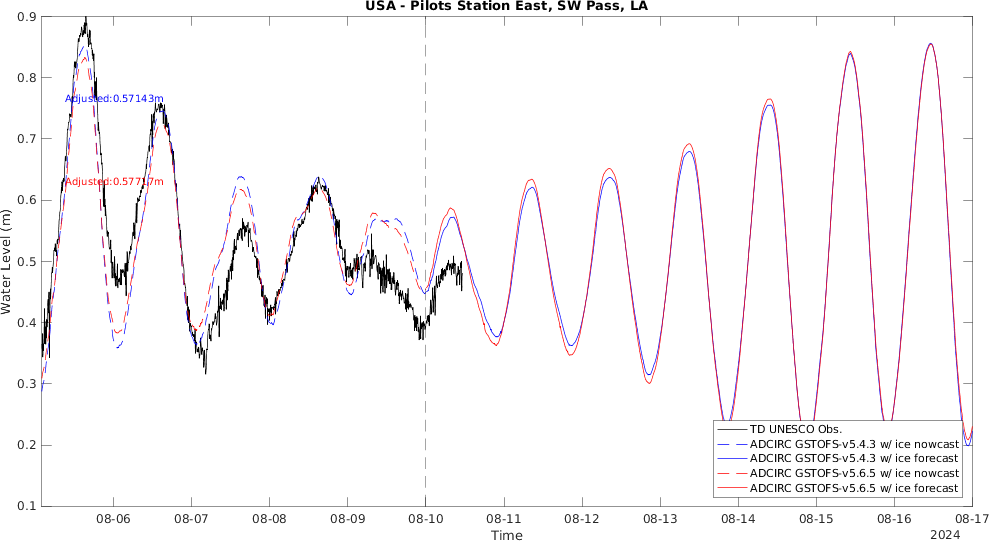 USA - Pilots Station East, SW Pass, LA
0.9
0.8
0.7
0.6
0.5
0.4
0.3
0.2
0.1
Water Level (m)
Adjusted:0.57143m
Adjusted:0.57717m
TD UNESCO Obs.
ADCIRC GSTOFS-v5.4.3 w/ ice nowcast
ADCIRC GSTOFS-v5.4.3 w/ ice forecast
ADCIRC GSTOFS-v5.6.5 w/ ice nowcast
ADCIRC GSTOFS-v5.6.5 w/ ice forecast
08-06 08-07 08-08 08-09 08-10 08-11 08-12 08-13 08-14 08-15 08-16 08-17
Time
2024